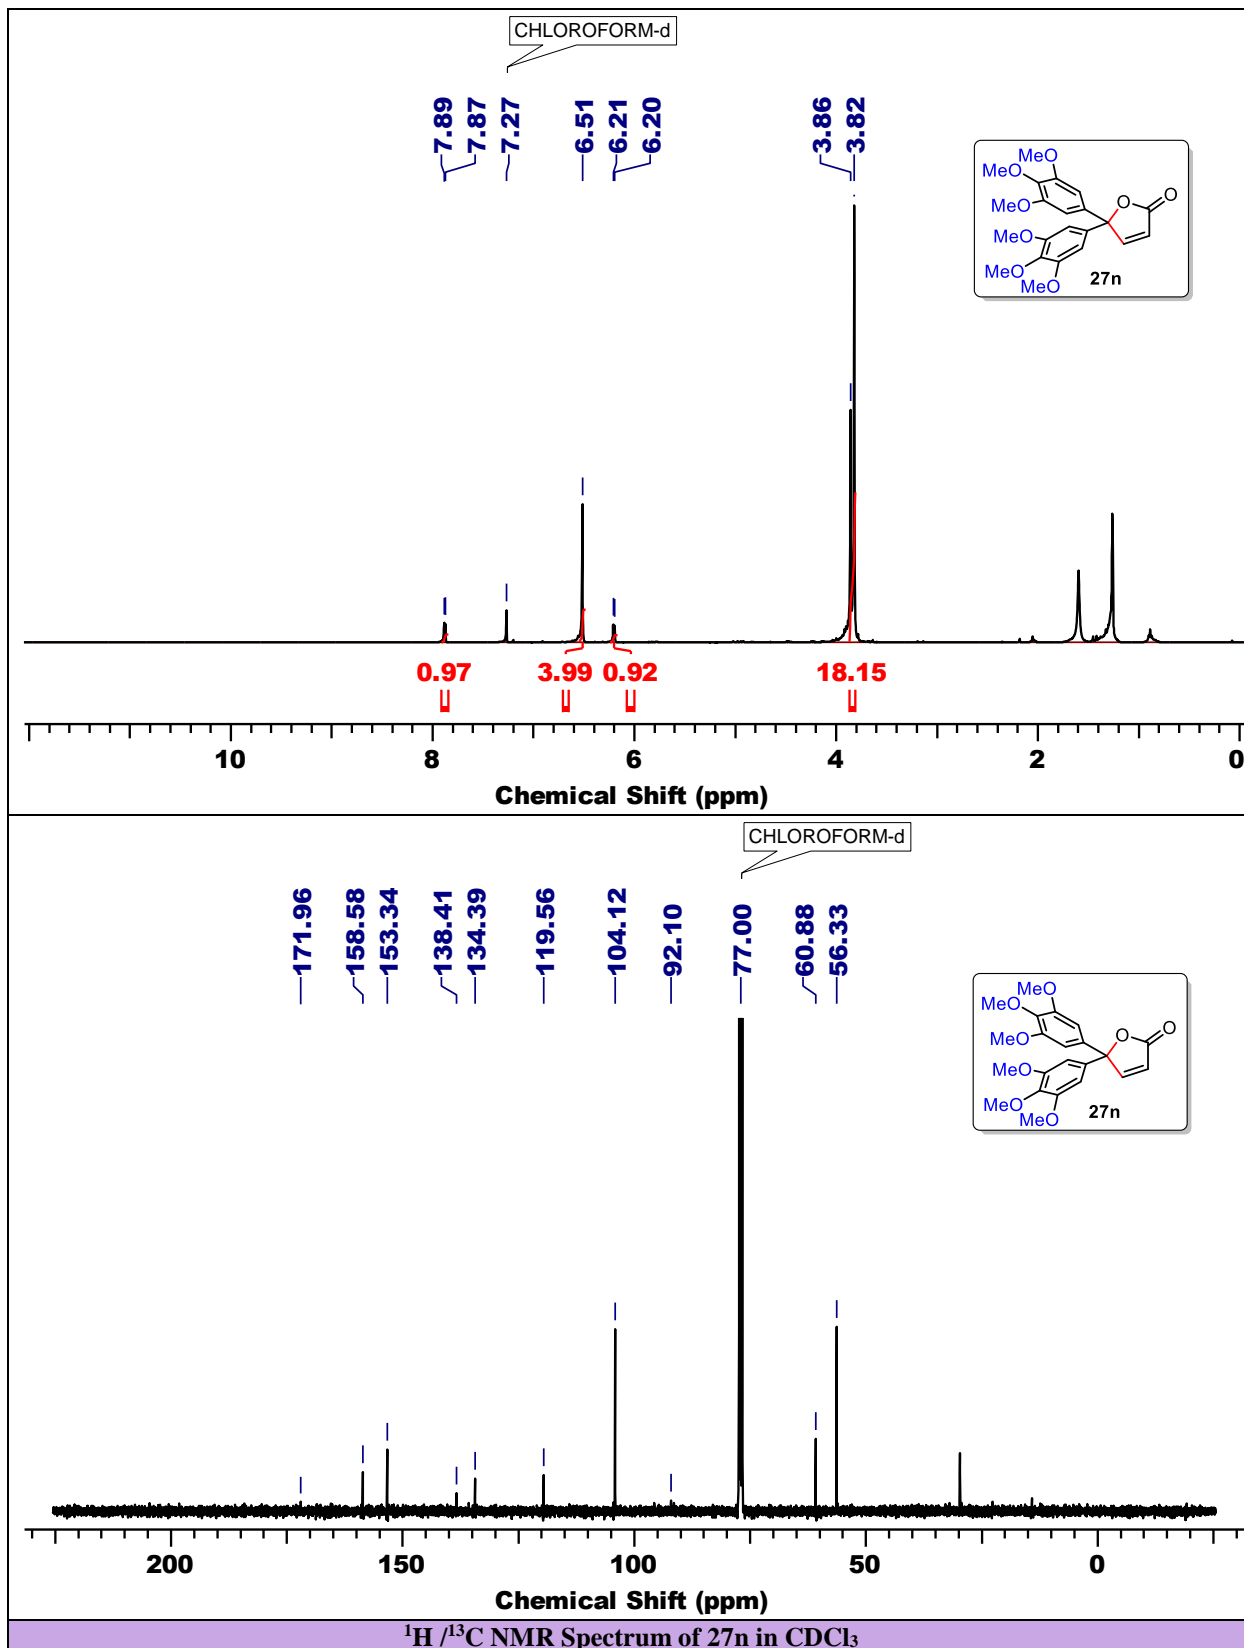 CHLOROFORM-d
7.89
7.87
7.27
6.51
6.21
6.20
3.86
3.82
MeO
MeO
MeO
MeO
MeO
MeO
O
O
27n
0.97
3.99
0.92
18.15
10
8
6
4
2
0
Chemical Shift (ppm)
CHLOROFORM-d
171.96
158.58
153.34
138.41
134.39
119.56
104.12
92.10
77.00
60.88
56.33
MeO
MeO
MeO
MeO
MeO
MeO
O
O
27n
200
150
100
50
0
Chemical Shift (ppm)
¹H /¹³C NMR Spectrum of 27n in CDCl₃